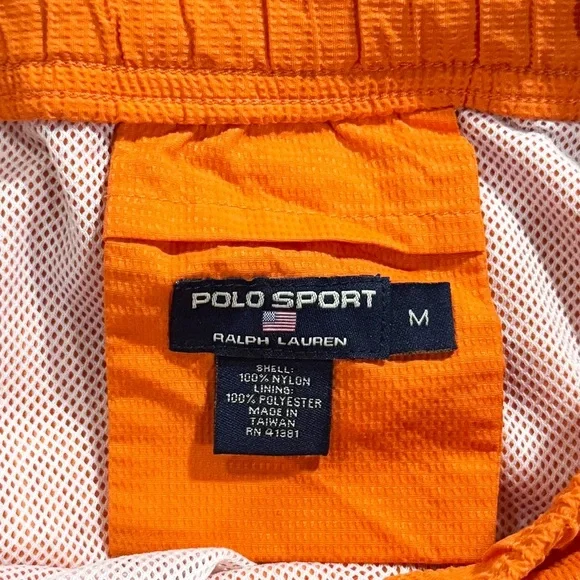 POLO SPORT
RALPH LAUREN
M
SHELL:
100% NYLON
LINING:
100% POLYESTER
MADE IN
TAIWAN
RN 41381